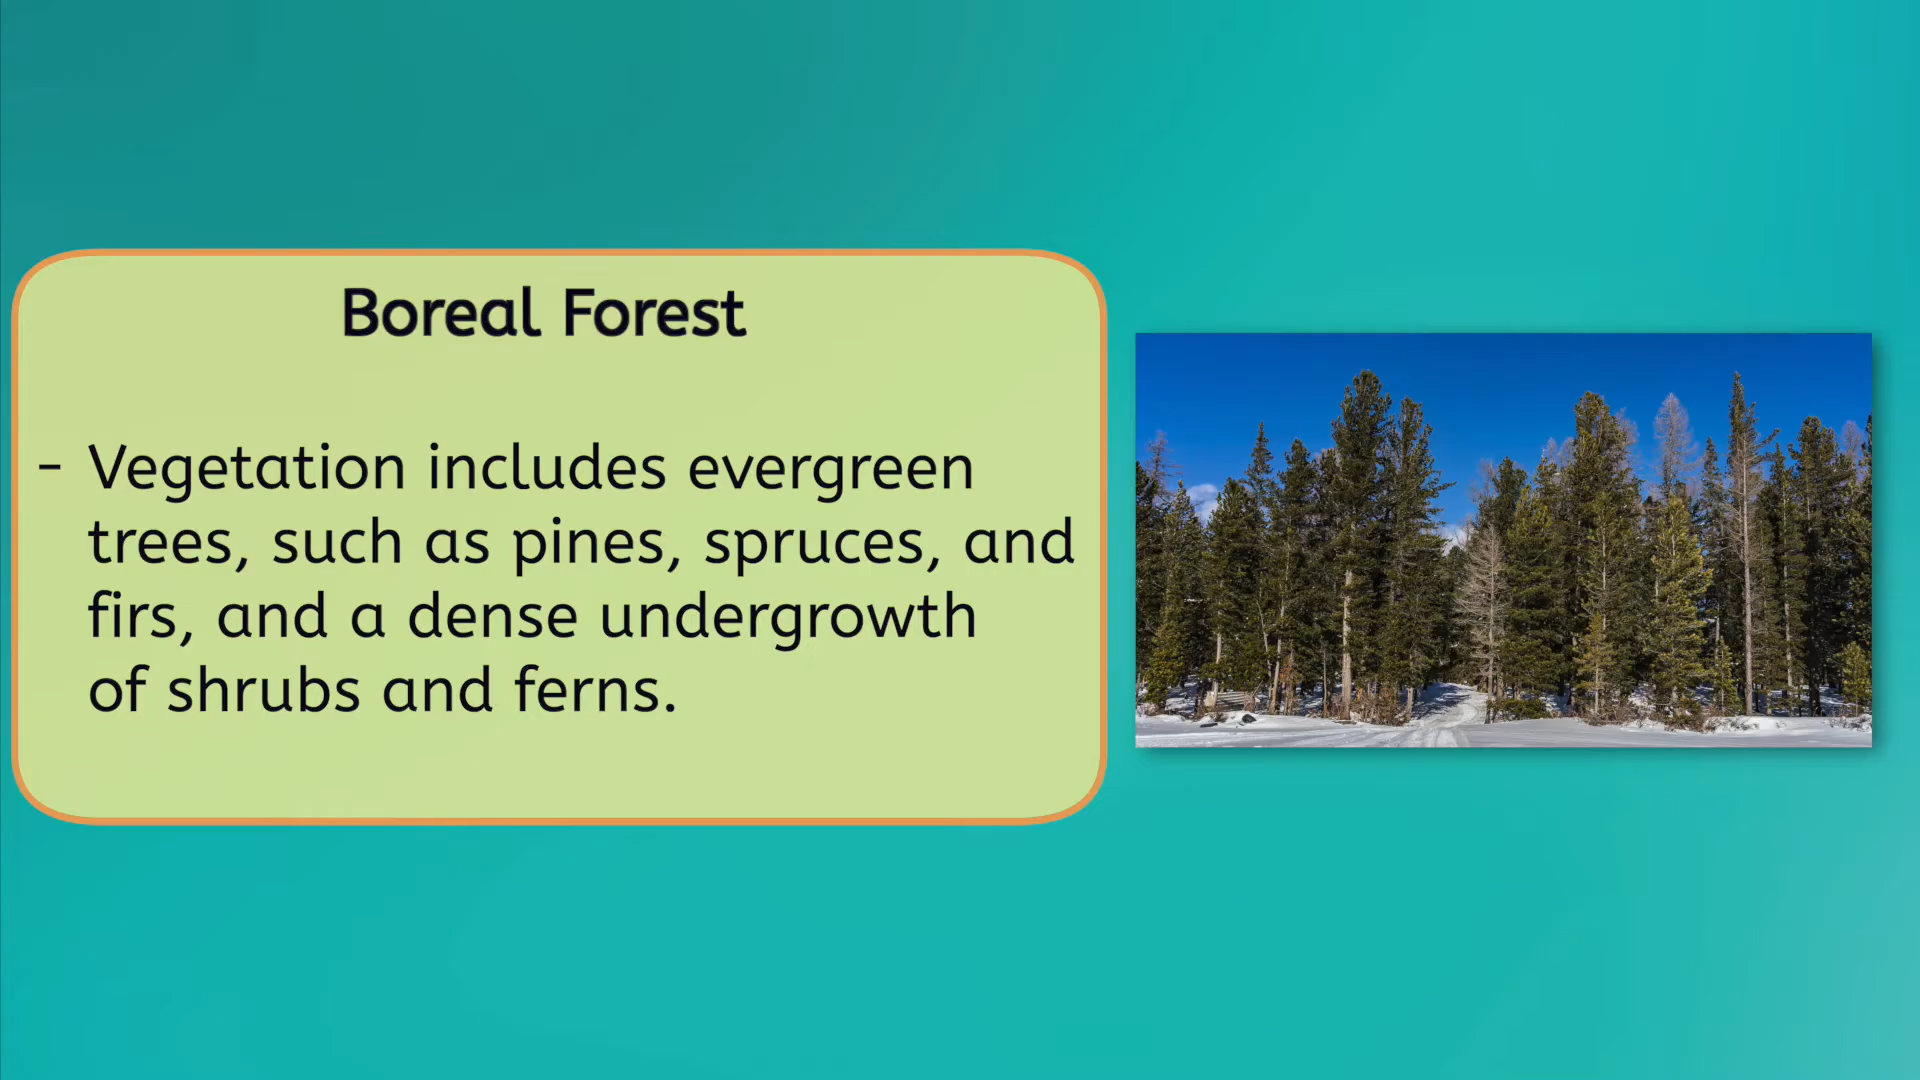 Boreal Forest
- Vegetation includes evergreen
trees, such as pines, spruces, and
firs, and a dense undergrowth
of shrubs and ferns.